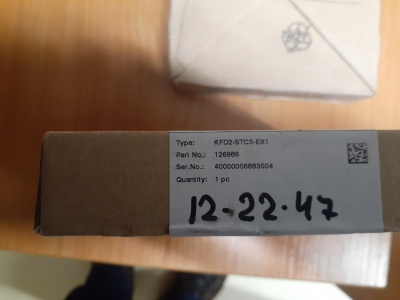 Type: KFD2-STC3-EX1
Part No.: 126986
Ser.No.: 40000006883004
Quantity: 1 pc
12-22-47